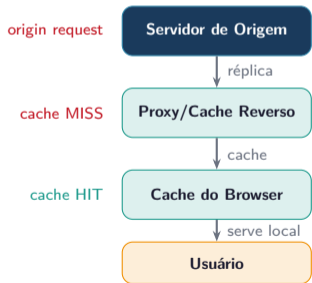 origin request
Servidor de Origem
réplica
cache MISS
Proxy/Cache Reverso
cache
cache HIT
Cache do Browser
serve local
Usuário